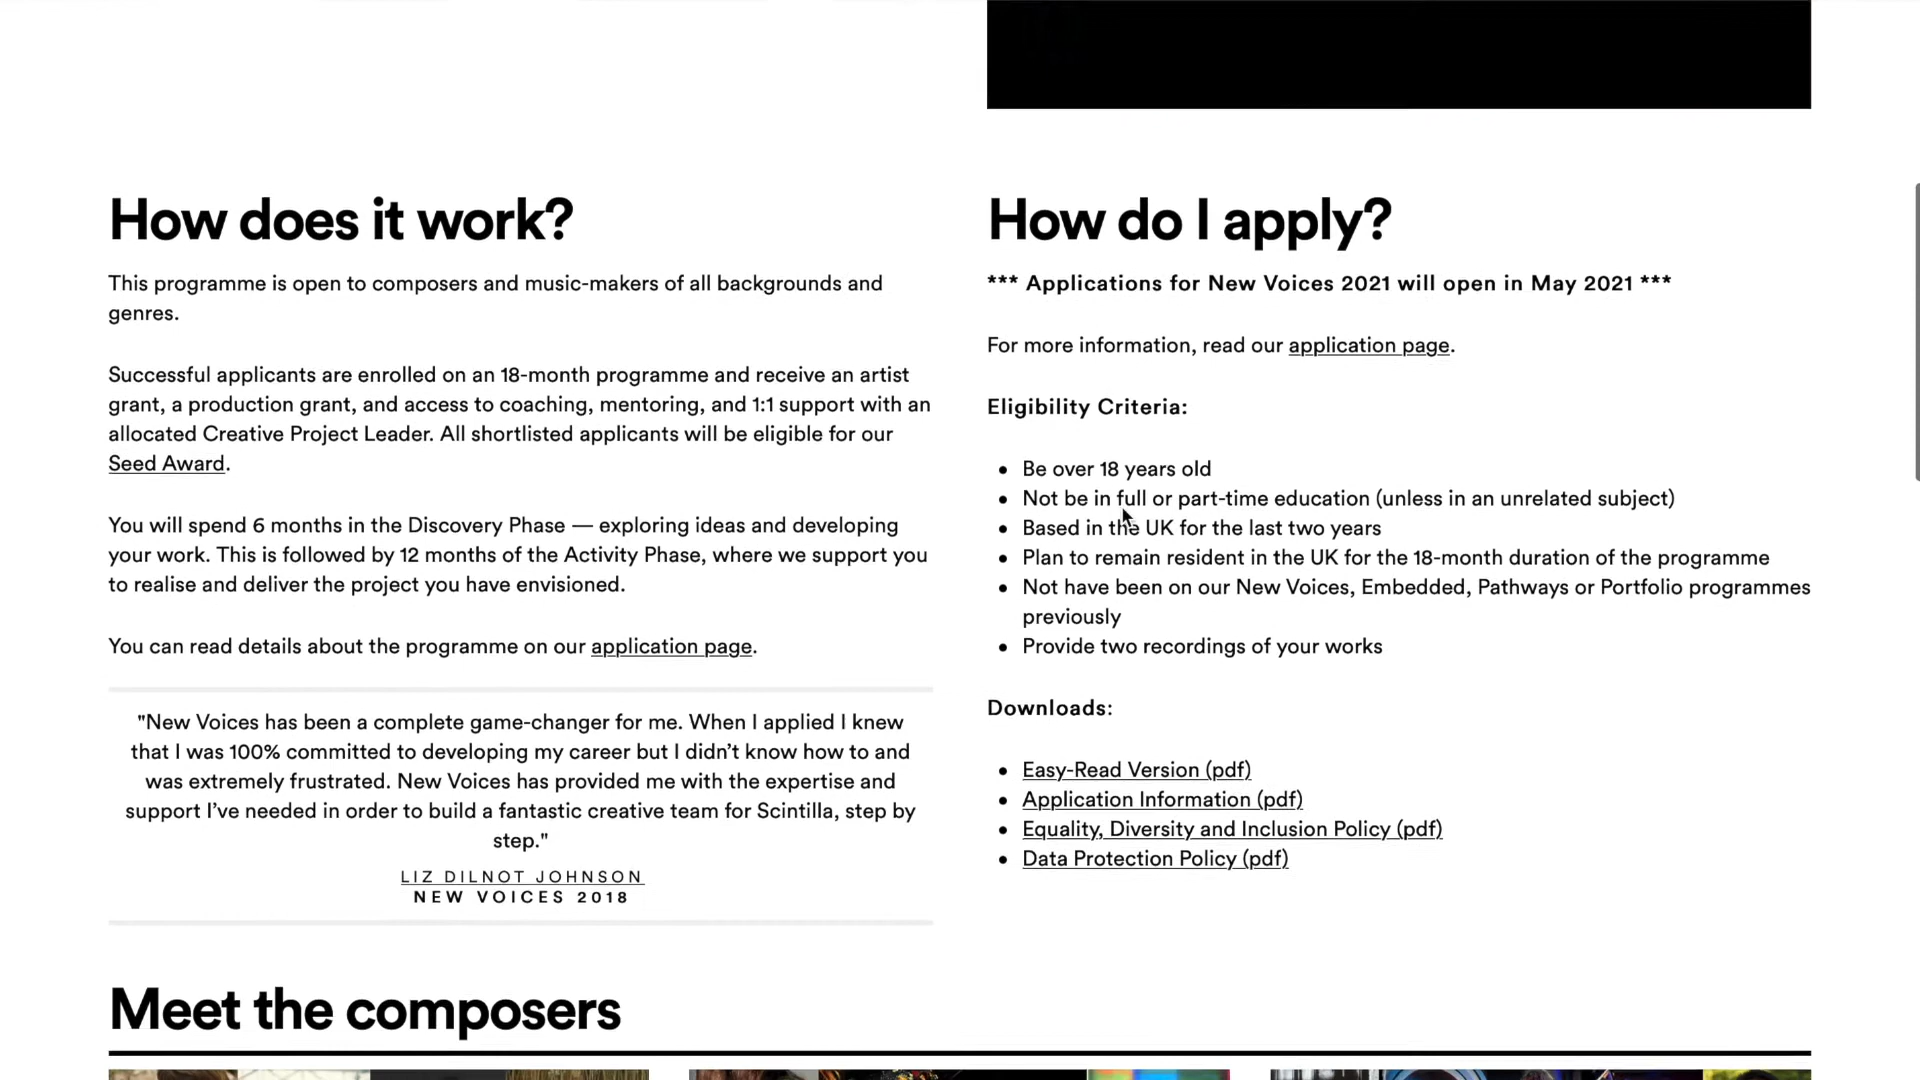 How does it work?
This programme is open to composers and music-makers of all backgrounds and
genres.
Successful applicants are enrolled on an 18-month programme and receive an artist
grant, a production grant, and access to coaching, mentoring, and 1:1 support with an
allocated Creative Project Leader. All shortlisted applicants will be eligible for our
Seed Award.
You will spend 6 months in the Discovery Phase — exploring ideas and developing
your work. This is followed by 12 months of the Activity Phase, where we support you
to realise and deliver the project you have envisioned.
You can read details about the programme on our application page.
"New Voices has been a complete game-changer for me. When I applied I knew
that I was 100% committed to developing my career but I didn’t know how to and
was extremely frustrated. New Voices has provided me with the expertise and
support I’ve needed in order to build a fantastic creative team for Scintilla, step by
step."
LIZ DILNOT JOHNSON
NEW VOICES 2018
How do I apply?
*** Applications for New Voices 2021 will open in May 2021 ***
For more information, read our application page.
Eligibility Criteria:
• Be over 18 years old
• Not be in full or part-time education (unless in an unrelated subject)
• Based in the UK for the last two years
• Plan to remain resident in the UK for the 18-month duration of the programme
• Not have been on our New Voices, Embedded, Pathways or Portfolio programmes
previously
• Provide two recordings of your works
Downloads:
• Easy-Read Version (pdf)
• Application Information (pdf)
• Equality, Diversity and Inclusion Policy (pdf)
• Data Protection Policy (pdf)
Meet the composers